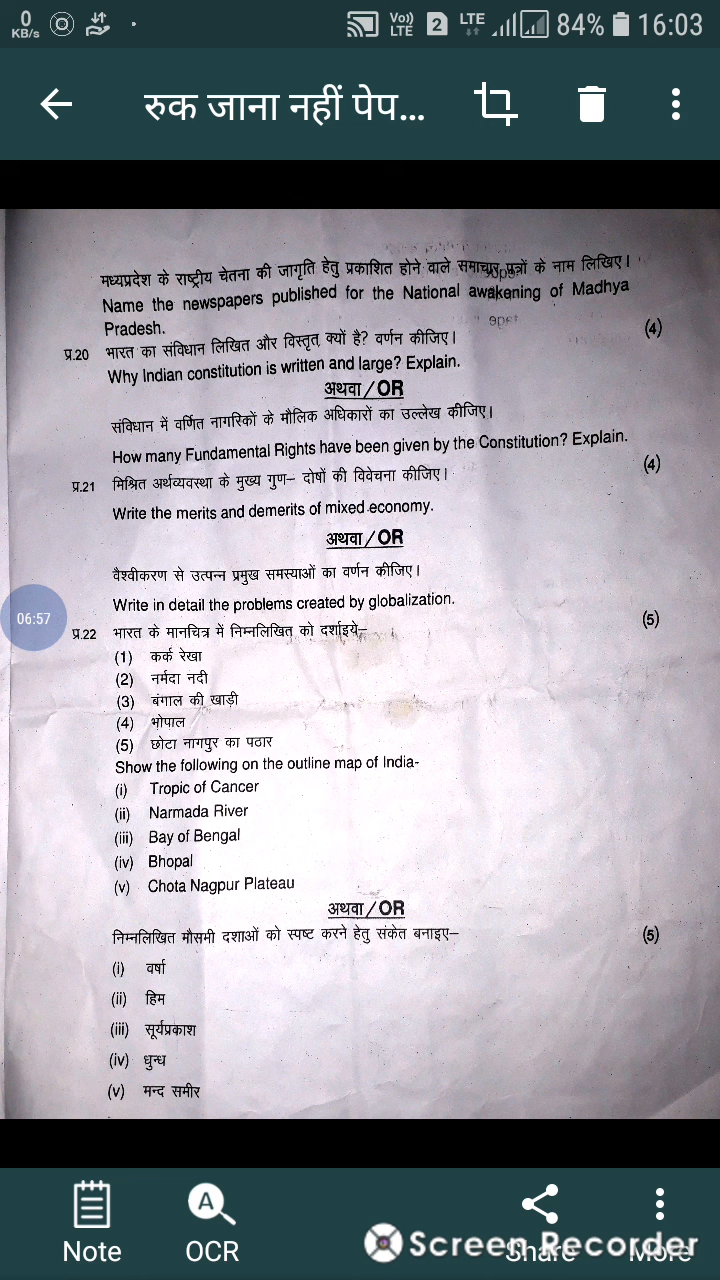 0
KB/s
Vo))
LTE
2
LTE
84%
16:03
रुक जाना नहीं पेप...
मध्यप्रदेश के राष्ट्रीय चेतना की जागृति हेतु प्रकाशित होने वाले समाचार पत्रों के नाम लिखिए।
Name the newspapers published for the National awakening of Madhya
Pradesh.
प्र.20 भारत का संविधान लिखित और विस्तृत क्यों है? वर्णन कीजिए। (4)
Why Indian constitution is written and large? Explain.
अथवा/OR
संविधान में वर्णित नागरिकों के मौलिक अधिकारों का उल्लेख कीजिए।
How many Fundamental Rights have been given by the Constitution? Explain.
प्र.21 मिश्रित अर्थव्यवस्था के मुख्य गुण– दोषों की विवेचना कीजिए। (4)
Write the merits and demerits of mixed economy.
अथवा/OR
वैश्वीकरण से उत्पन्न प्रमुख समस्याओं का वर्णन कीजिए।
Write in detail the problems created by globalization.
06:57
प्र.22 भारत के मानचित्र में निम्नलिखित को दर्शाइये– (5)
(1) कर्क रेखा
(2) नर्मदा नदी
(3) बंगाल की खाड़ी
(4) भोपाल
(5) छोटा नागपुर का पठार
Show the following on the outline map of India-
(i) Tropic of Cancer
(ii) Narmada River
(iii) Bay of Bengal
(iv) Bhopal
(v) Chota Nagpur Plateau
अथवा/OR
निम्नलिखित मौसमी दशाओं को स्पष्ट करने हेतु संकेत बनाइए– (5)
(i) वर्षा
(ii) हिम
(iii) सूर्यप्रकाश
(iv) धुन्ध
(v) मन्द समीर
Note
A
OCR
Share
More
Screen Recorder